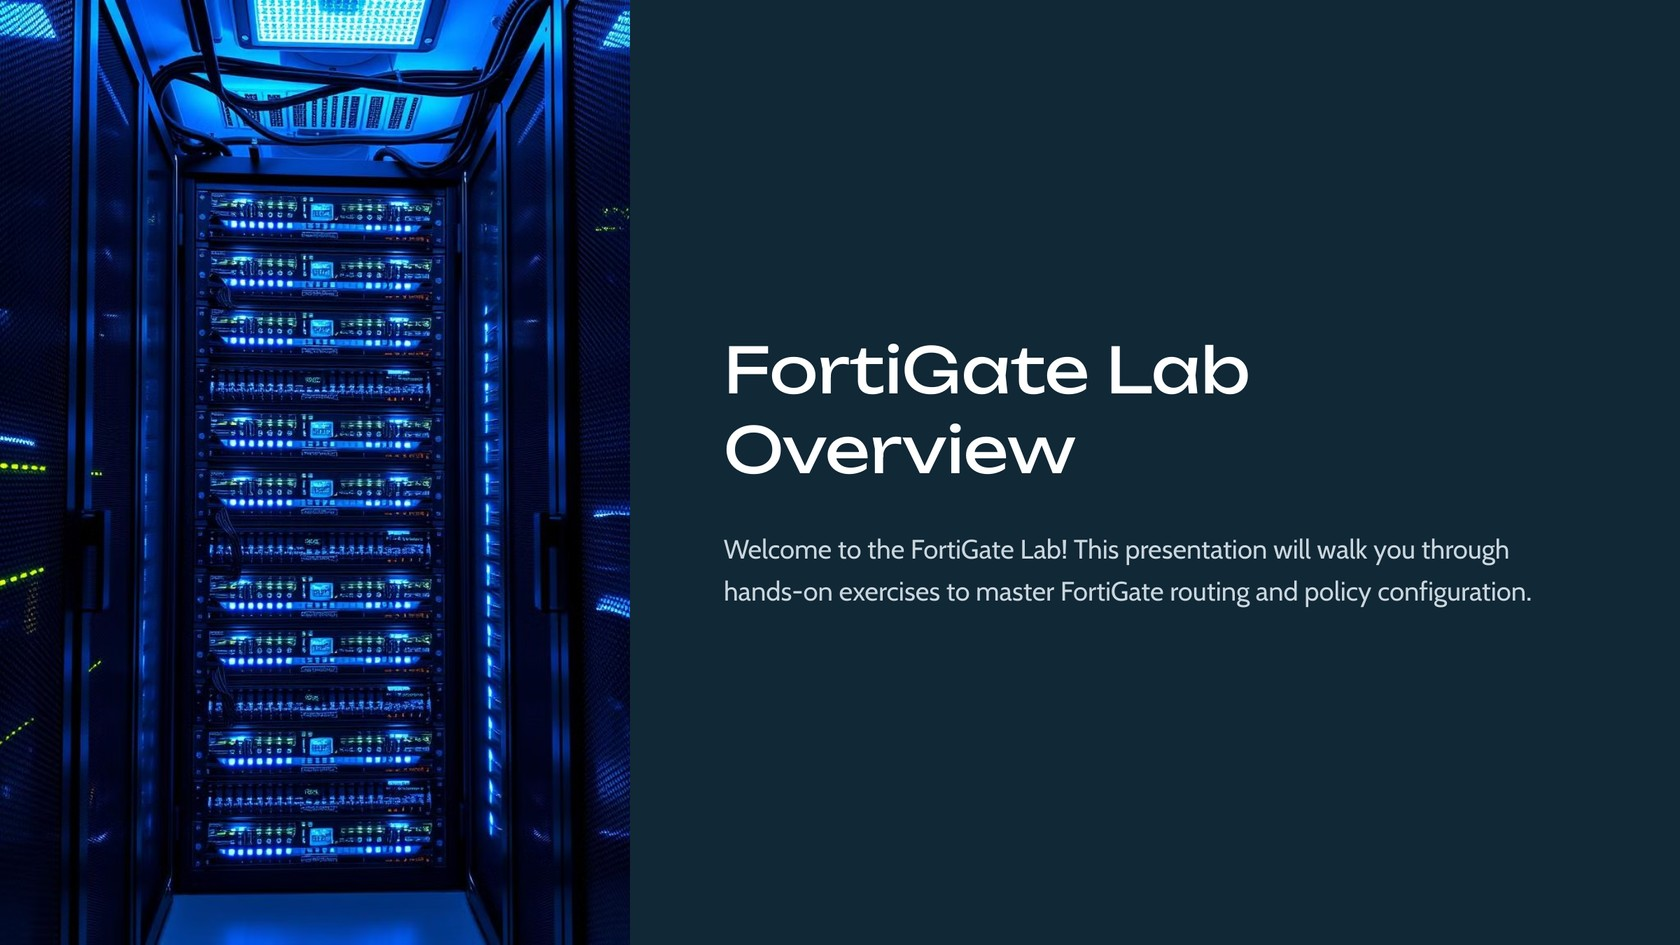 FortiGate Lab
Overview
Welcome to the FortiGate Lab! This presentation will walk you through
hands-on exercises to master FortiGate routing and policy configuration.